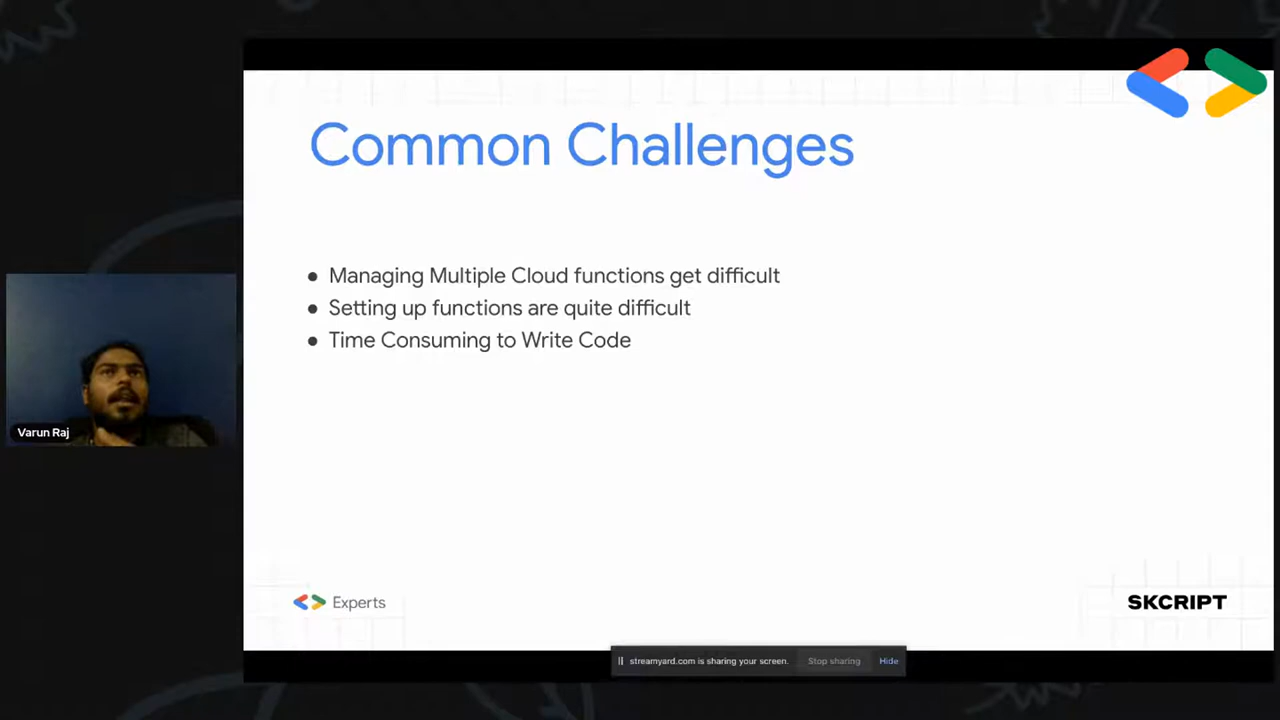 Common Challenges
● Managing Multiple Cloud functions get difficult
● Setting up functions are quite difficult
● Time Consuming to Write Code
Varun Raj
Experts
SKCRIPT
streamyard.com is sharing your screen.
Stop sharing
Hide